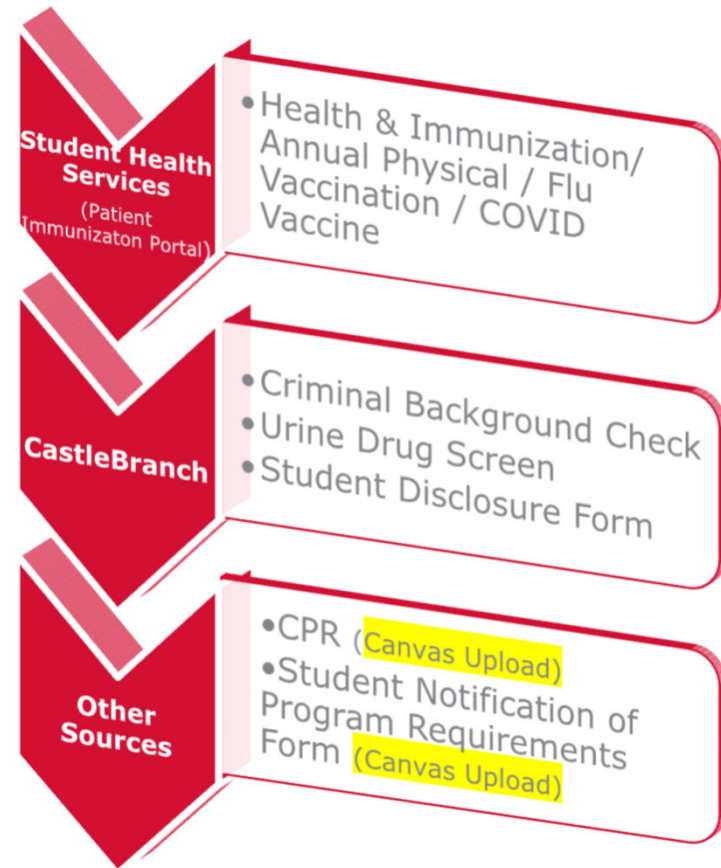 Student Health
Services
(Patient
Immunizaton Portal)
•Health & Immunization/
Annual Physical / Flu
Vaccination / COVID
Vaccine
CastleBranch
•Criminal Background Check
•Urine Drug Screen
•Student Disclosure Form
Other
Sources
•CPR (Canvas Upload)
•Student Notification of
Program Requirements
Form (Canvas Upload)